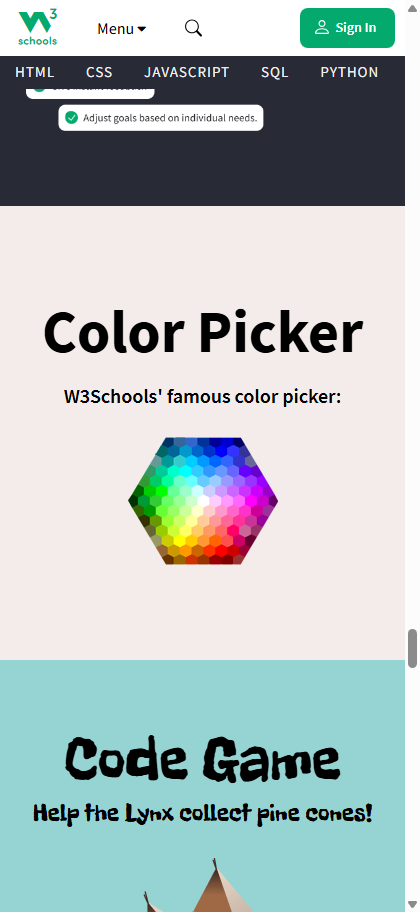 W3 schools
Menu
Sign In
HTML CSS JAVASCRIPT SQL PYTHON
Adjust goals based on individual needs.
Color Picker
W3Schools' famous color picker:
Code Game
Help the Lynx collect pine cones!